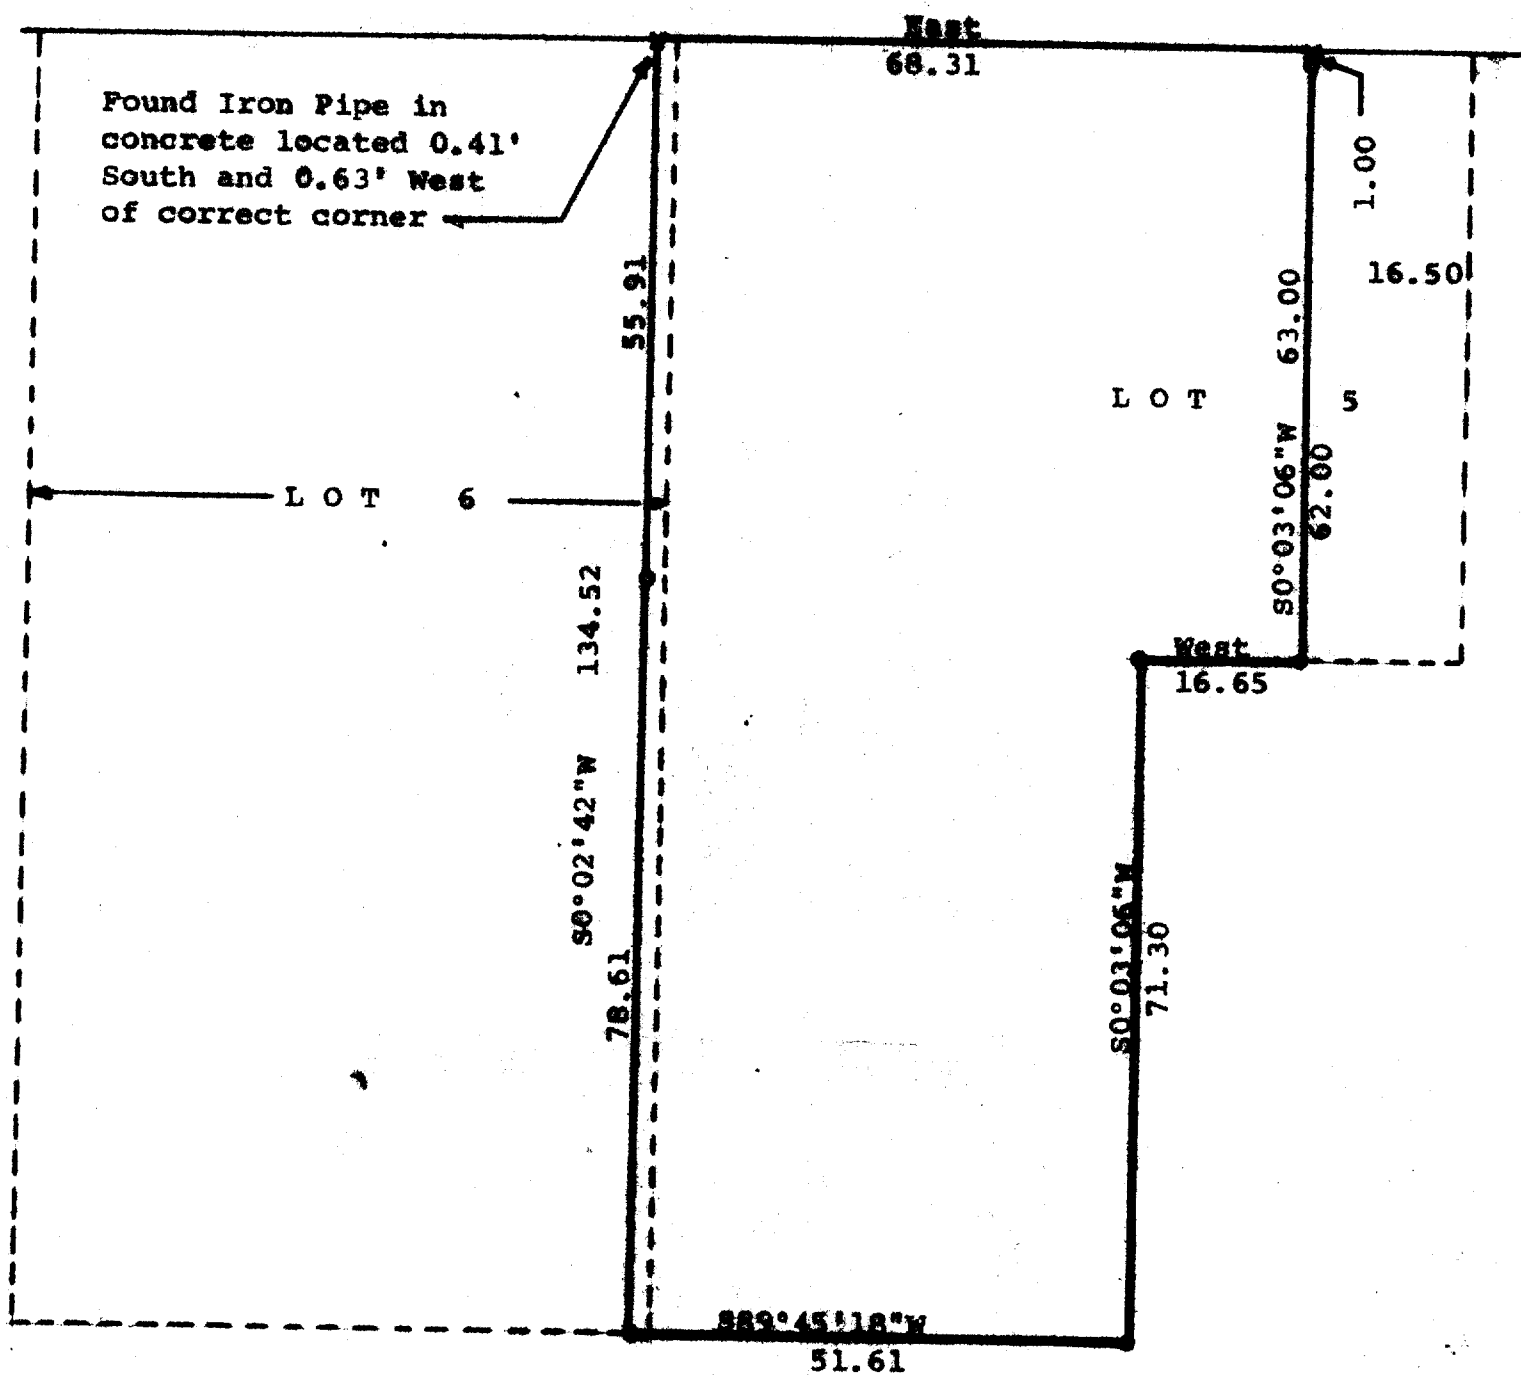 East
68.31
Found Iron Pipe in
concrete located 0.41'
South and 0.63' West
of correct corner
1.00
55.91
16.50
63.00
LOT 5
S0°03'06"W
62.00
LOT 6
134.52
West
16.65
S0°02'42"W
78.61
S0°03'06"W
71.30
S89°45'18"W
51.61